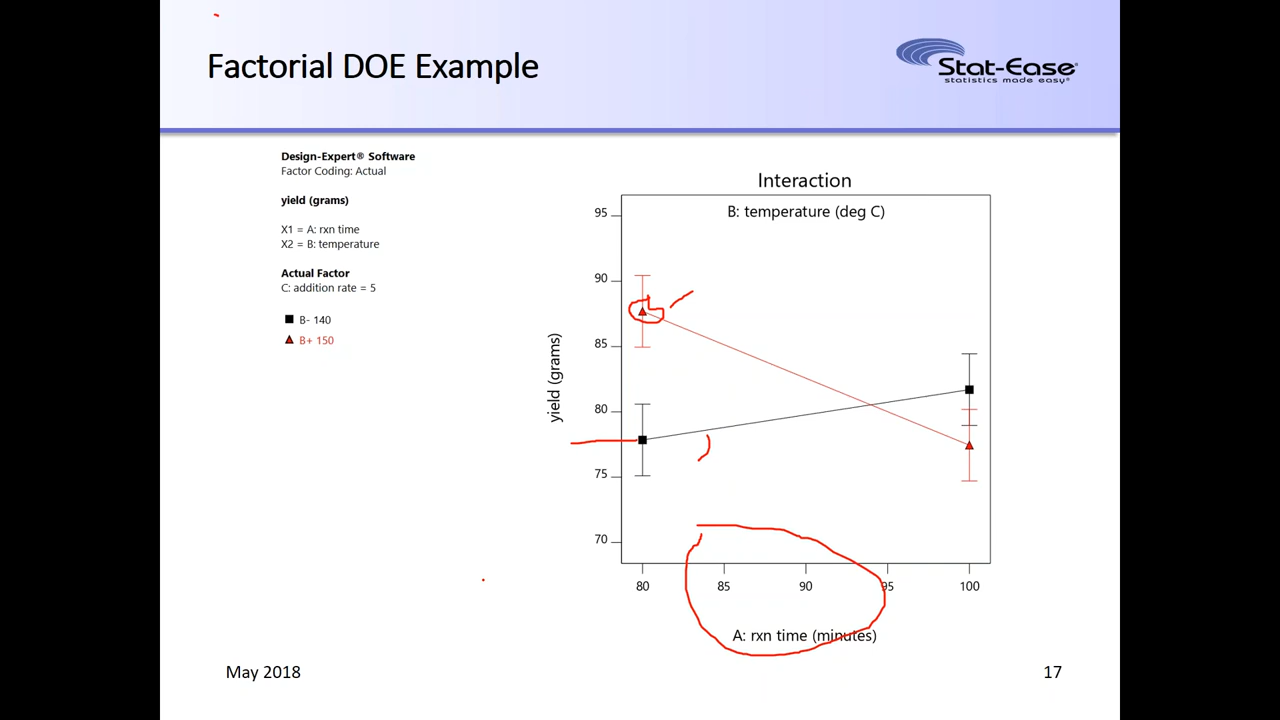 Factorial DOE Example
Stat-Ease
statistics made easy®
Design-Expert® Software
Factor Coding: Actual
yield (grams)
X1 = A: rxn time
X2 = B: temperature
Actual Factor
C: addition rate = 5
B- 140
B+ 150
Interaction
B: temperature (deg C)
yield (grams)
95
90
85
80
75
70
80 85 90 95 100
A: rxn time (minutes)
May 2018
17